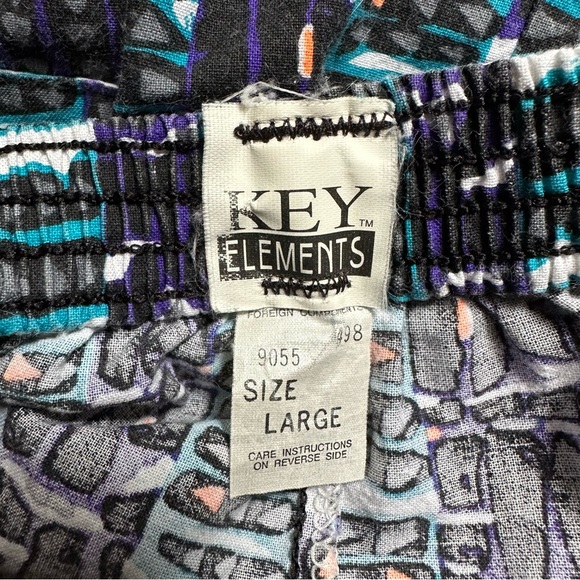 KEY™
ELEMENTS
FOREIGN COMPONENTS
9055 498
SIZE
LARGE
CARE INSTRUCTIONS
ON REVERSE SIDE